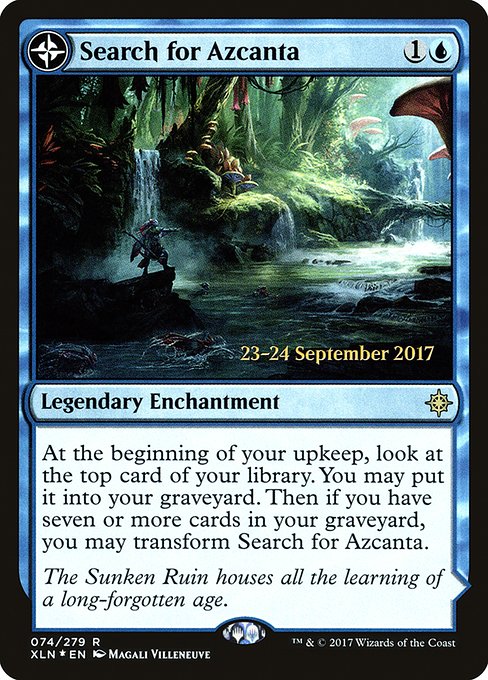 Search for Azcanta 1
23–24 September 2017
Legendary Enchantment
At the beginning of your upkeep, look at
the top card of your library. You may put
it into your graveyard. Then if you have
seven or more cards in your graveyard,
you may transform Search for Azcanta.
The Sunken Ruin houses all the learning of
a long-forgotten age.
074/279 R
XLN ★ EN Magali Villeneuve
™ & © 2017 Wizards of the Coast